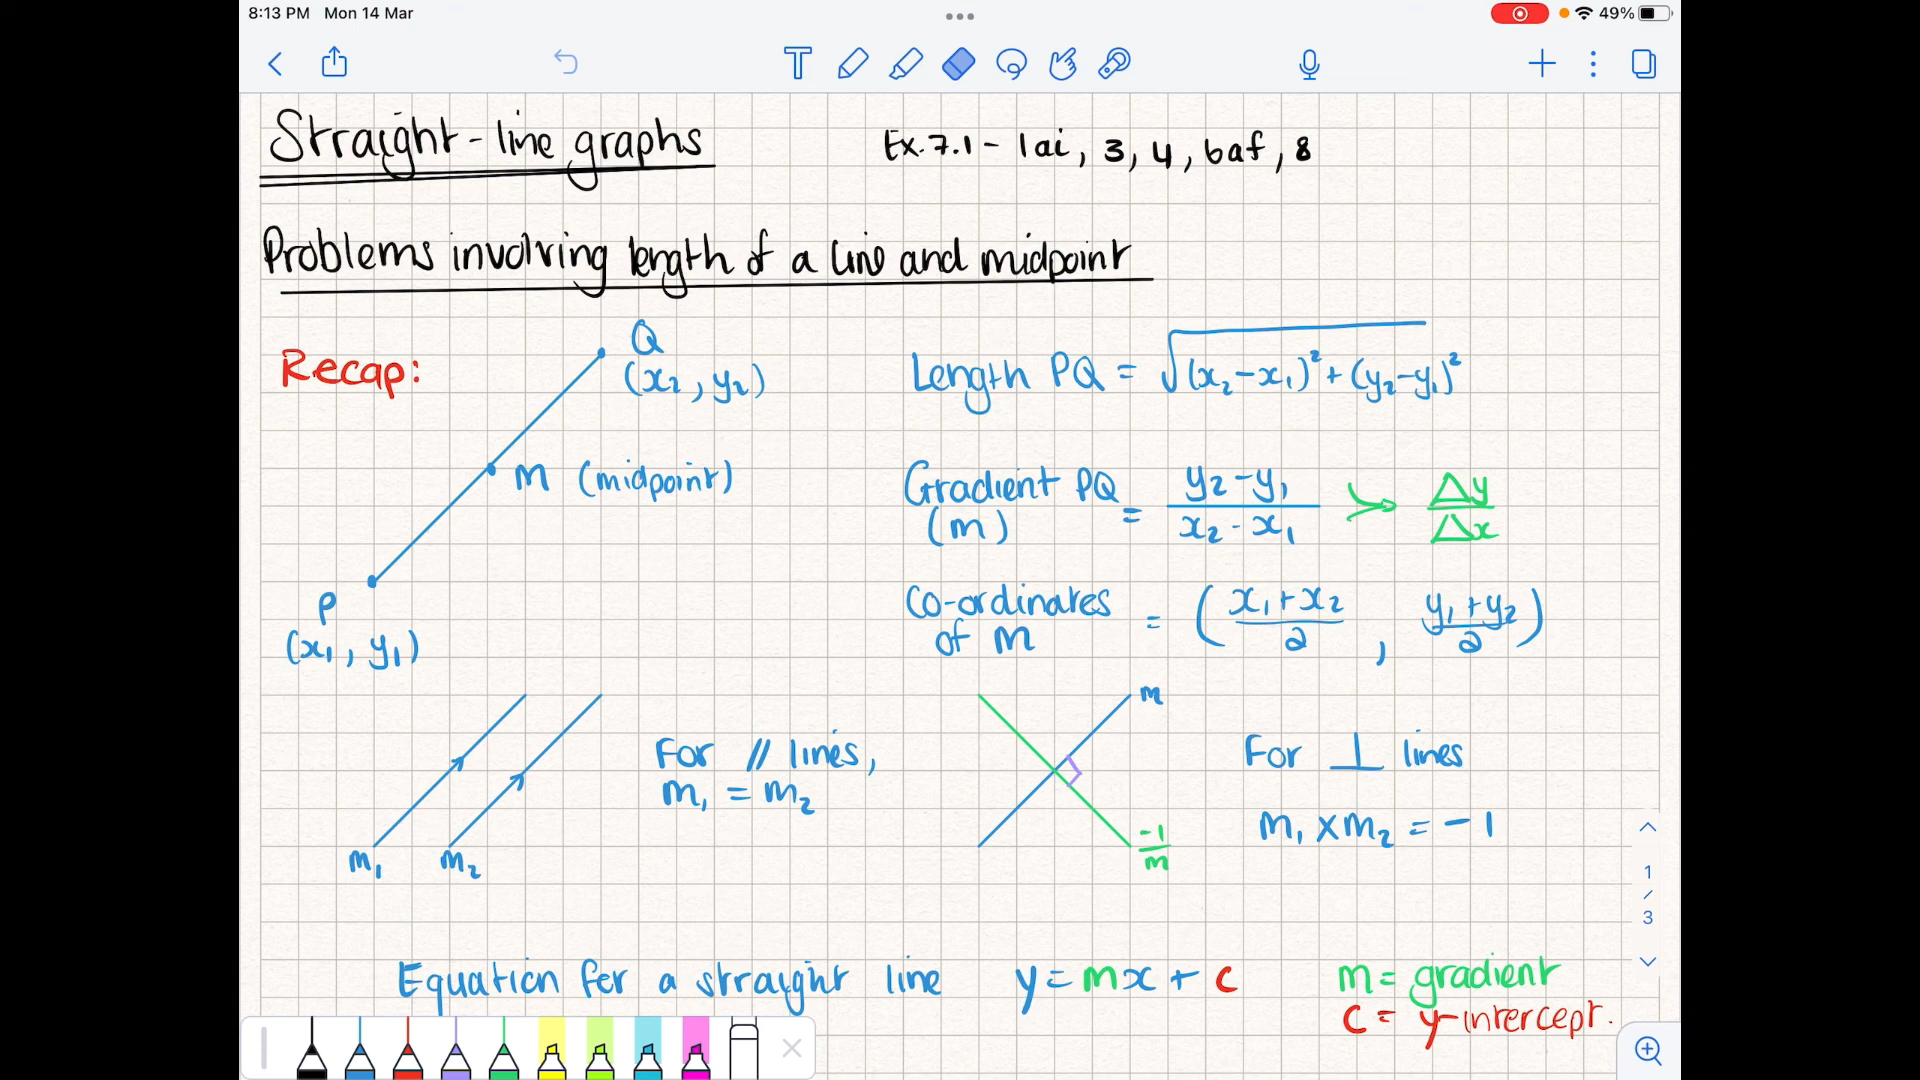 8:13 PM Mon 14 Mar
49%
T
Straight-line graphs
Ex.7.1 - 1ai, 3, 4, 6af, 8
Problems involving length of a line and midpoint
Recap:
Q
(x₂, y₂)
Length PQ = √(x₂-x₁)² + (y₂-y₁)²
M (midpoint)
Gradient PQ (m) = y₂-y₁ / x₂-x₁ → Δy / Δx
P
(x₁, y₁)
Co-ordinates of M = (x₁+x₂ / 2 , y₁+y₂ / 2)
For // lines,
m₁ = m₂
m₁ m₂
m
-1/m
For ⊥ lines
m₁ × m₂ = -1
1
/
3
Equation for a straight line y = mx + c
m = gradient
c = y-intercept.